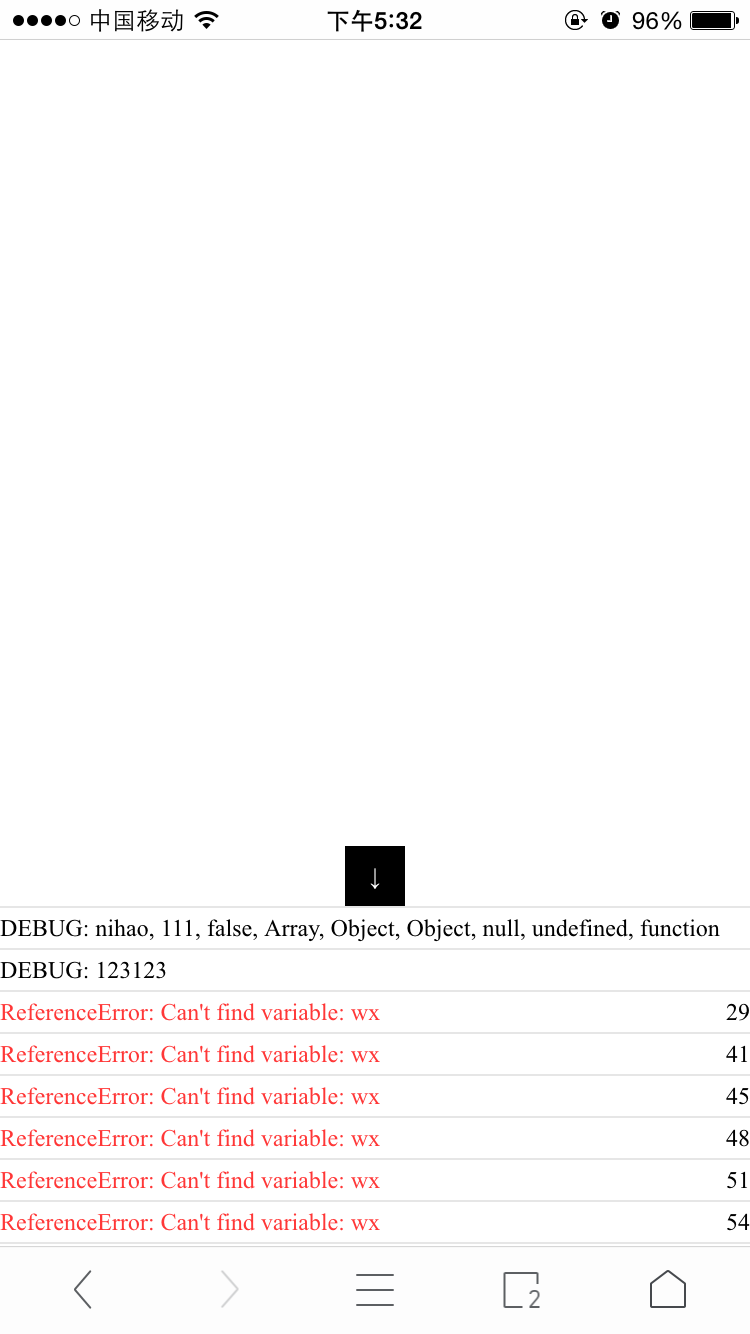 中国移动 下午5:32 96%
↓
DEBUG: nihao, 111, false, Array, Object, Object, null, undefined, function
DEBUG: 123123
ReferenceError: Can't find variable: wx 29
ReferenceError: Can't find variable: wx 41
ReferenceError: Can't find variable: wx 45
ReferenceError: Can't find variable: wx 48
ReferenceError: Can't find variable: wx 51
ReferenceError: Can't find variable: wx 54
2